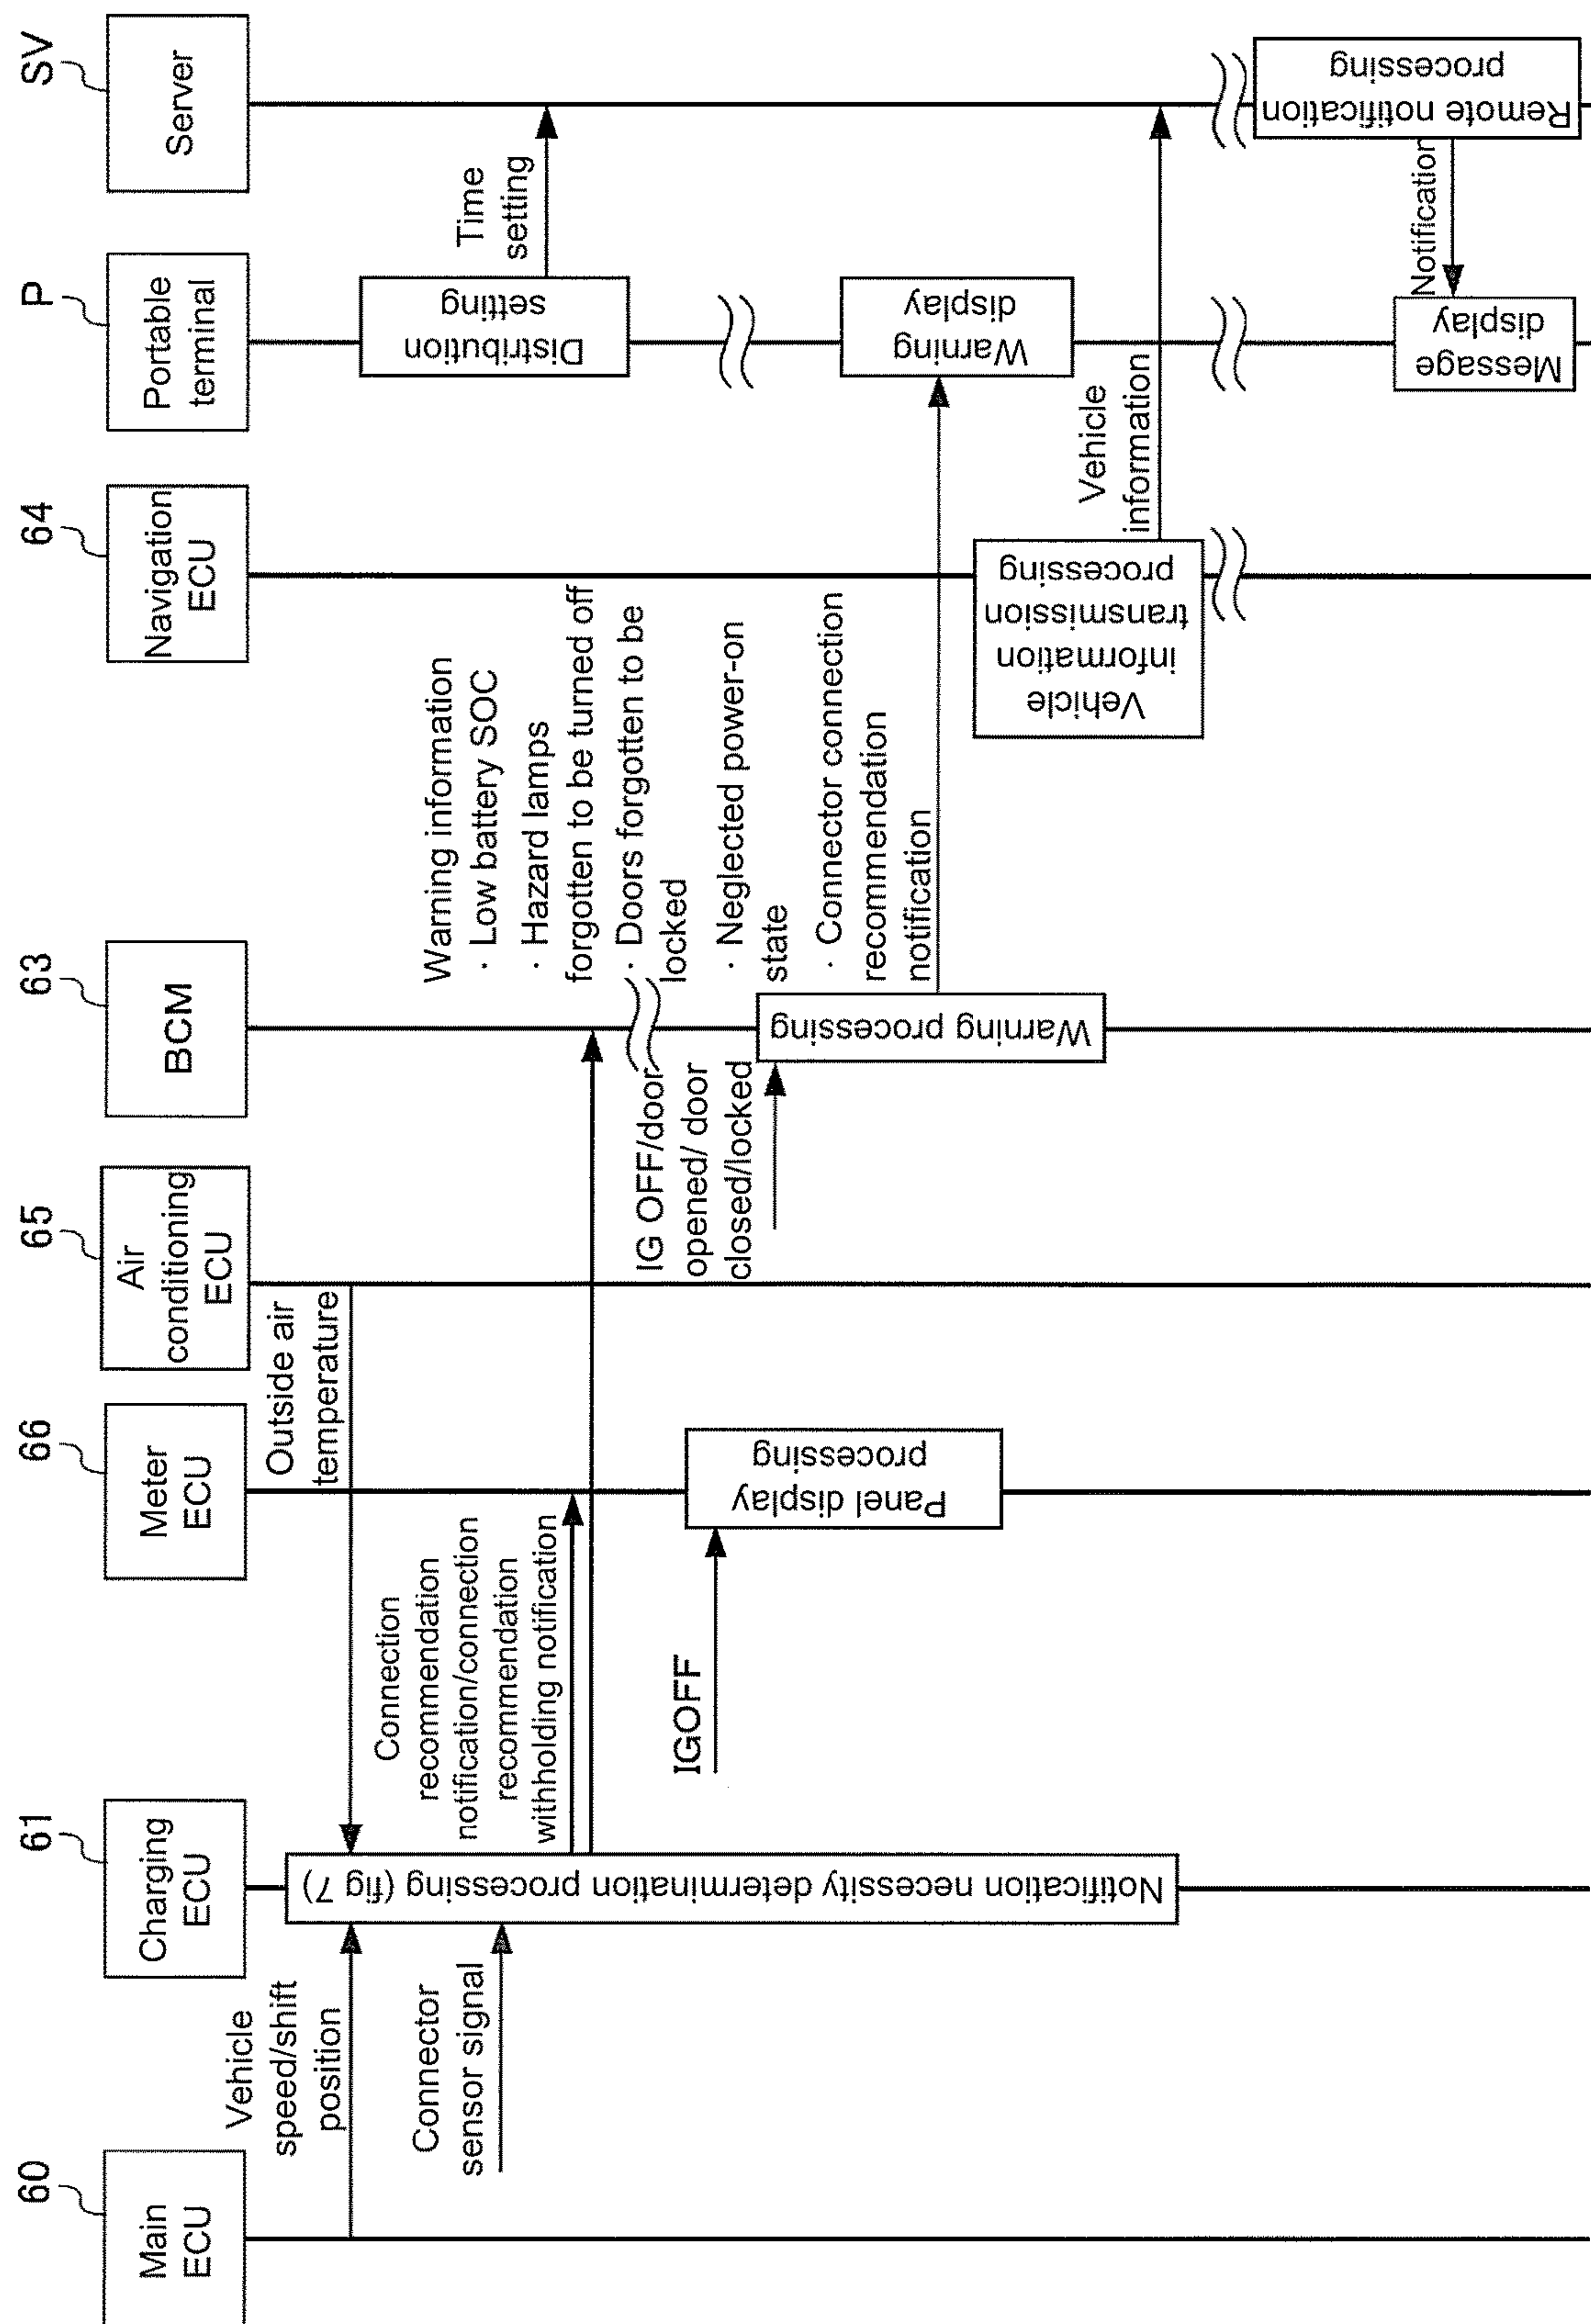 60
Main
ECU
61
Charging
ECU
66
Meter
ECU
65
Air
conditioning
ECU
63
BCM
64
Navigation
ECU
P
Portable
terminal
SV
Server
Vehicle
speed/shift
position
Connector
sensor signal
Notification necessity determination processing (fig 7)
Outside air
temperature
Connection
recommendation
notification/connection
recommendation
withholding notification
IGOFF
Panel display
processing
IG OFF/door
opened/ door
closed/locked
Warning processing
Warning information
· Low battery SOC
· Hazard lamps
forgotten to be turned off
· Doors forgotten to be
locked
· Neglected power-on
state
· Connector connection
recommendation
notification
Vehicle
information
transmission
processing
Vehicle
information
Distribution
setting
Time
setting
Warning
display
Message
display
Notification
Remote notification
processing